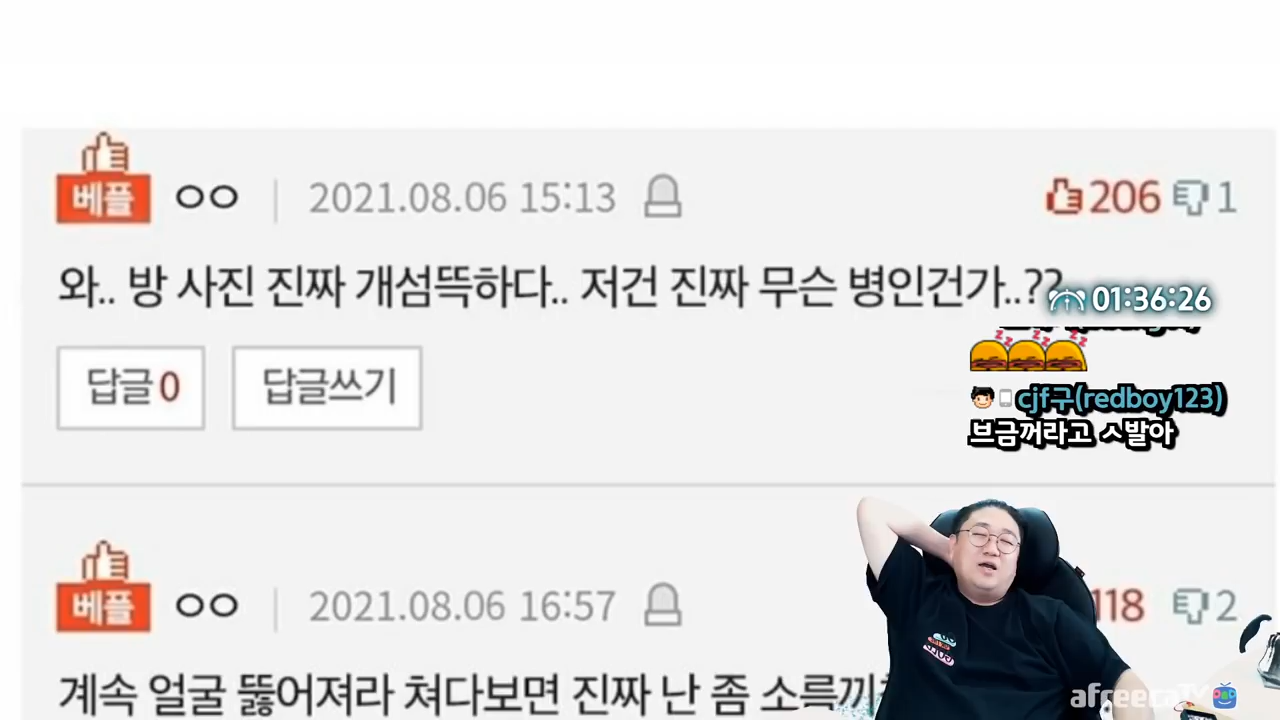 베플 ㅇㅇ 2021.08.06 15:13 206 1
와.. 방 사진 진짜 개섬뜩하다.. 저건 진짜 무슨 병인건가..??
01:36:26
답글 0 답글쓰기
cjf구(redboy123)
브금꺼라고 ㅅ발아
베플 ㅇㅇ 2021.08.06 16:57 118 2
계속 얼굴 뚫어져라 쳐다보면 진짜 난 좀
afreecaTV